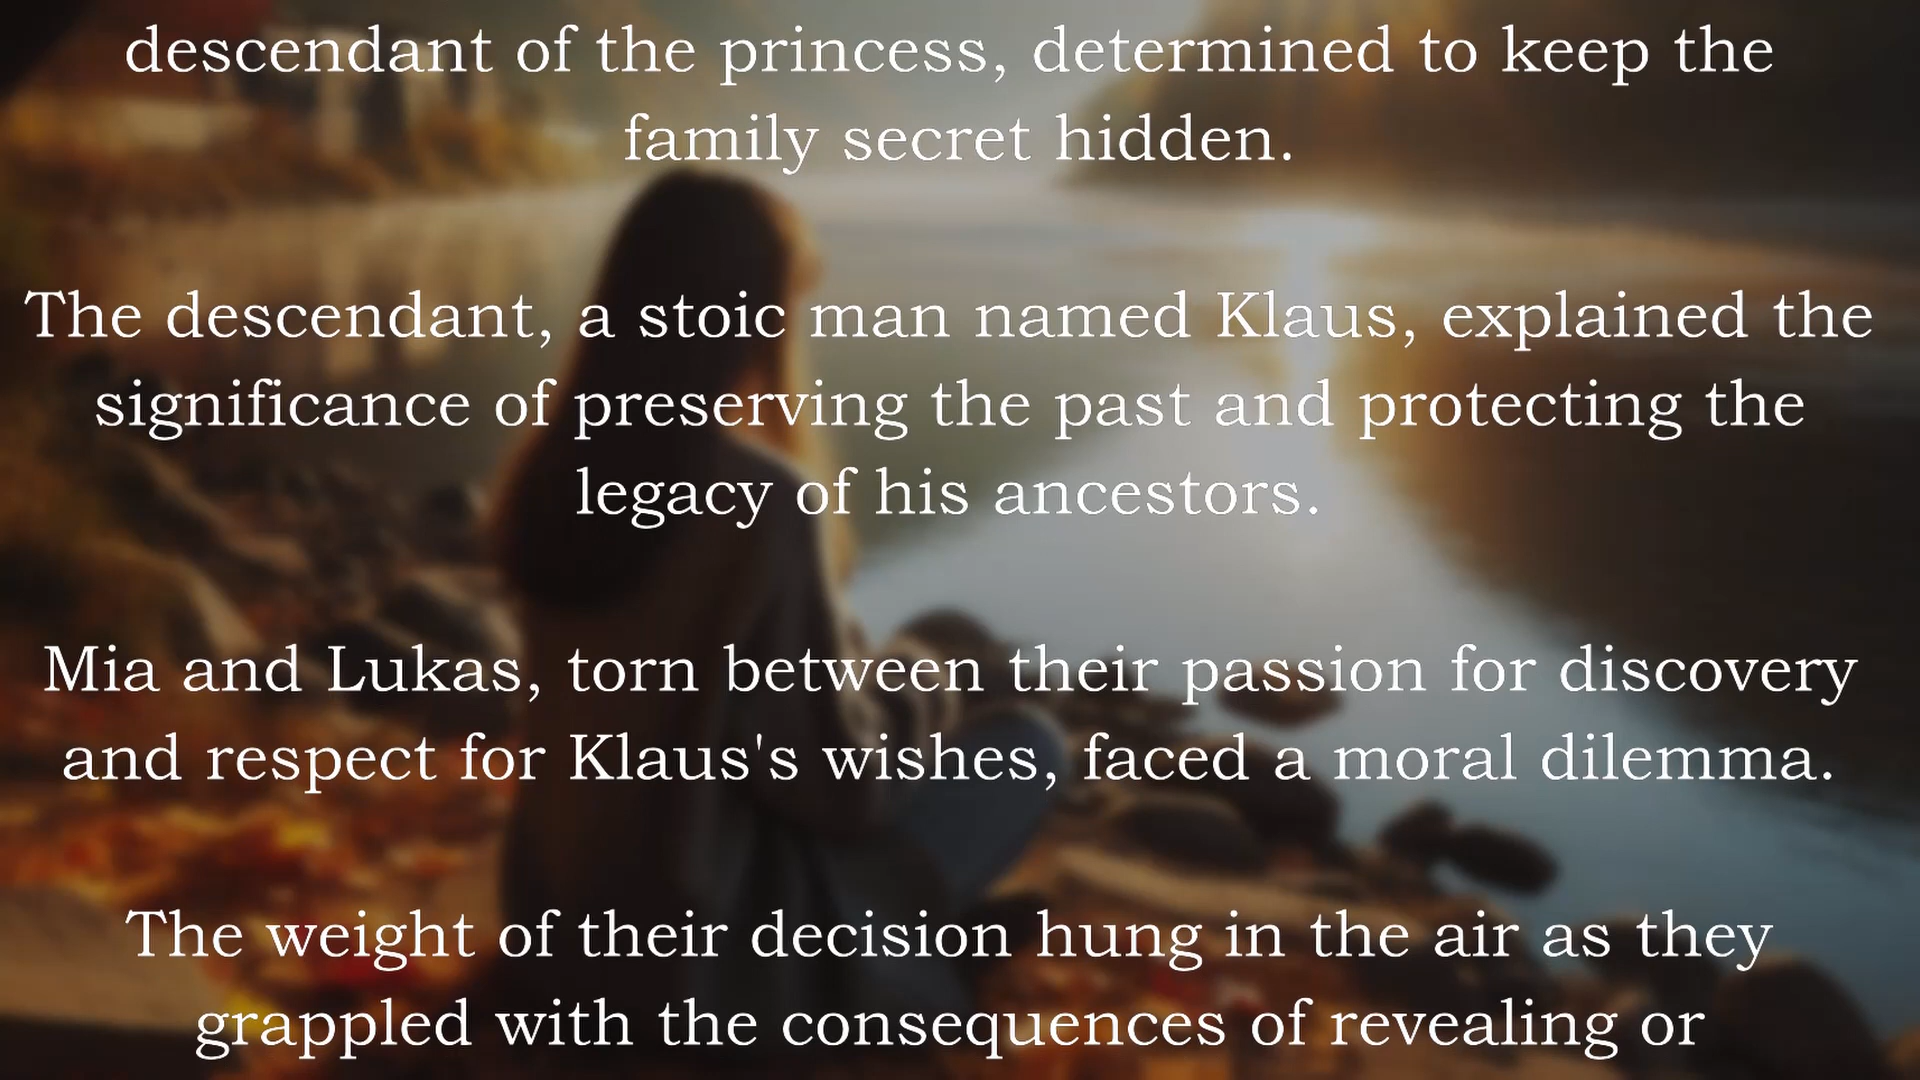 descendant of the princess, determined to keep the
family secret hidden.
The descendant, a stoic man named Klaus, explained the
significance of preserving the past and protecting the
legacy of his ancestors.
Mia and Lukas, torn between their passion for discovery
and respect for Klaus's wishes, faced a moral dilemma.
The weight of their decision hung in the air as they
grappled with the consequences of revealing or